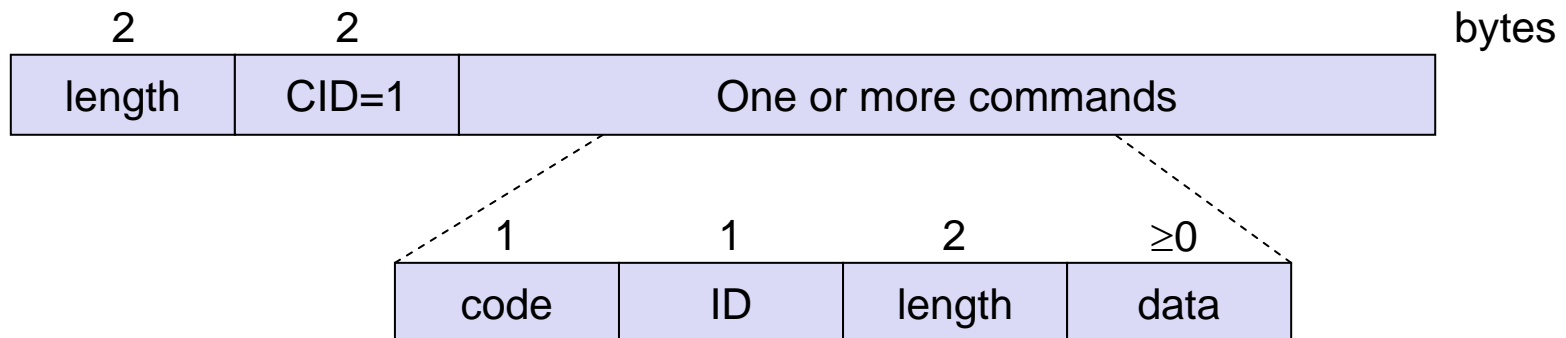 2 2 bytes
length CID=1 One or more commands
1 1 2 ≥0
code ID length data